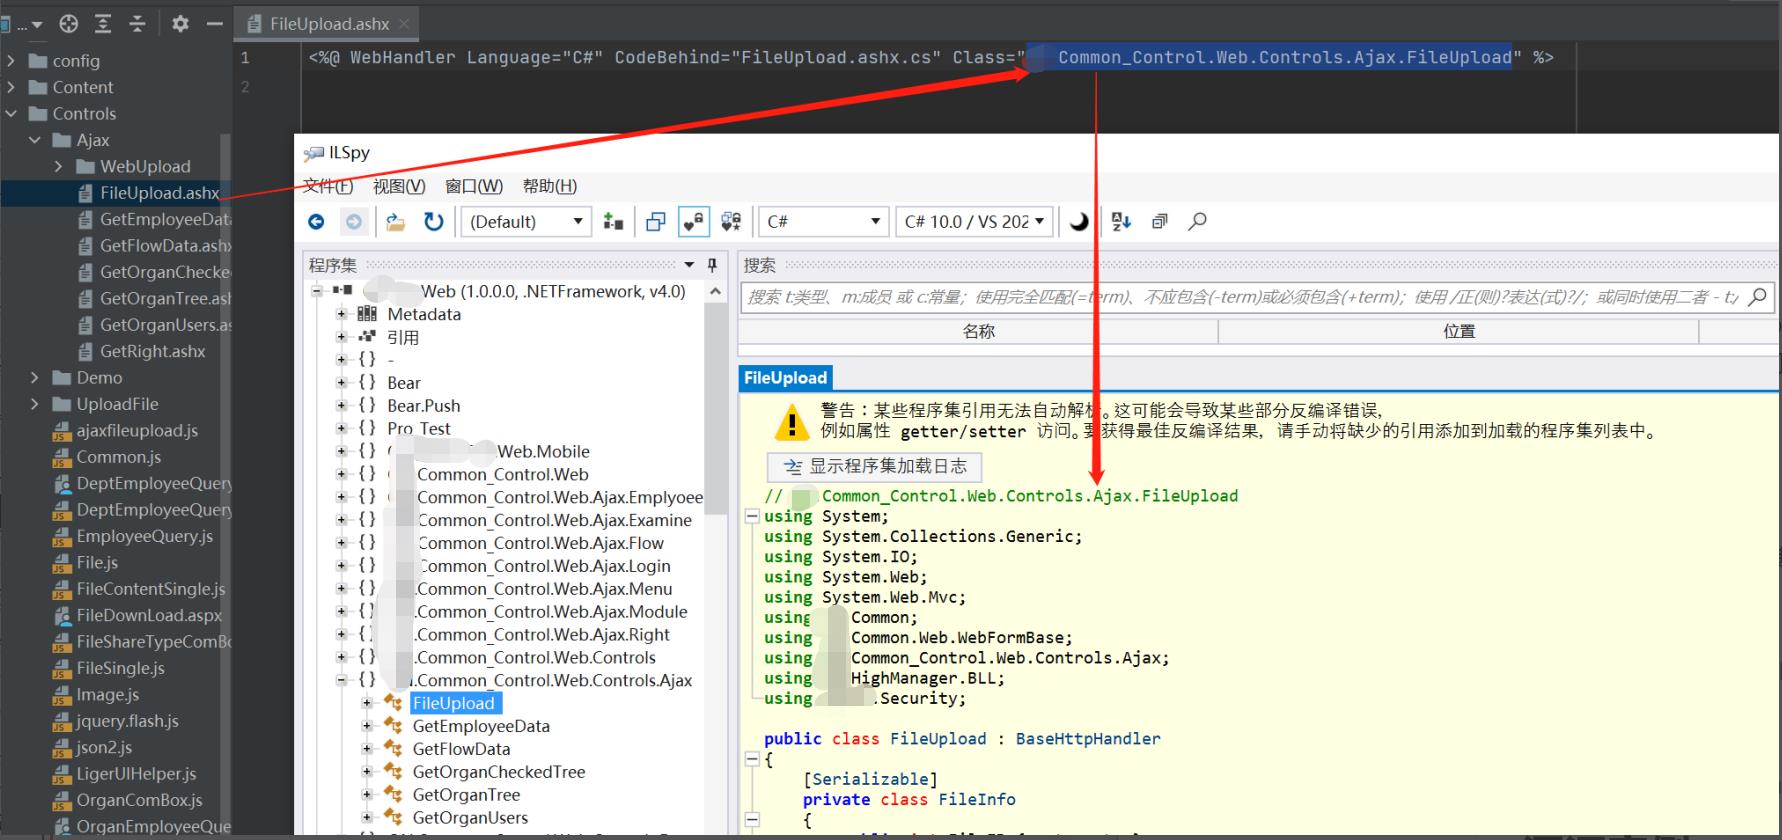 ...
FileUpload.ashx
config
Content
Controls
Ajax
WebUpload
FileUpload.ashx
GetEmployeeData
GetFlowData.ashx
GetOrganChecke
GetOrganTree.ash
GetOrganUsers.as
GetRight.ashx
Demo
UploadFile
ajaxfileupload.js
Common.js
DeptEmployeeQuery
DeptEmployeeQuery
EmployeeQuery.js
File.js
FileContentSingle.js
FileDownLoad.aspx
FileShareTypeComBo
FileSingle.js
Image.js
jquery.flash.js
json2.js
LigerUIHelper.js
OrganComBox.js
OrganEmployeeQue
1 <%@ WebHandler Language="C#" CodeBehind="FileUpload.ashx.cs" Class=" Common_Control.Web.Controls.Ajax.FileUpload" %>
2
ILSpy
文件(F) 视图(V) 窗口(W) 帮助(H)
(Default) C# C# 10.0 / VS 202
程序集
Web (1.0.0.0, .NETFramework, v4.0)
Metadata
引用
{ } -
{ } Bear
{ } Bear.Push
{ } Pro_Test
{ } .Web.Mobile
{ } .Common_Control.Web
{ } .Common_Control.Web.Ajax.Emplyoee
{ } .Common_Control.Web.Ajax.Examine
{ } .Common_Control.Web.Ajax.Flow
{ } .Common_Control.Web.Ajax.Login
{ } .Common_Control.Web.Ajax.Menu
{ } .Common_Control.Web.Ajax.Module
{ } .Common_Control.Web.Ajax.Right
{ } .Common_Control.Web.Controls
{ } .Common_Control.Web.Controls.Ajax
FileUpload
GetEmployeeData
GetFlowData
GetOrganCheckedTree
GetOrganTree
GetOrganUsers
搜索
搜索 t:类型、m:成员 或 c:常量；使用完全匹配(=term)、不应包含(-term)或必须包含(+term)；使用 /正(则)?表达(式)?/；或同时使用二者 - t:/
名称 位置
FileUpload
警告：某些程序集引用无法自动解析。这可能会导致某些部分反编译错误，
例如属性 getter/setter 访问。要获得最佳反编译结果，请手动将缺少的引用添加到加载的程序集列表中。
显示程序集加载日志
// Common_Control.Web.Controls.Ajax.FileUpload
using System;
using System.Collections.Generic;
using System.IO;
using System.Web;
using System.Web.Mvc;
using Common;
using Common.Web.WebFormBase;
using Common_Control.Web.Controls.Ajax;
using HighManager.BLL;
using .Security;
public class FileUpload : BaseHttpHandler
{
[Serializable]
private class FileInfo
{